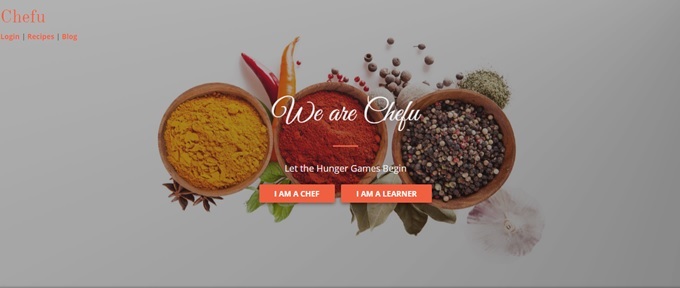 Chefu
Login | Recipes | Blog
We are Chefu
Let the Hunger Games Begin
I AM A CHEF
I AM A LEARNER